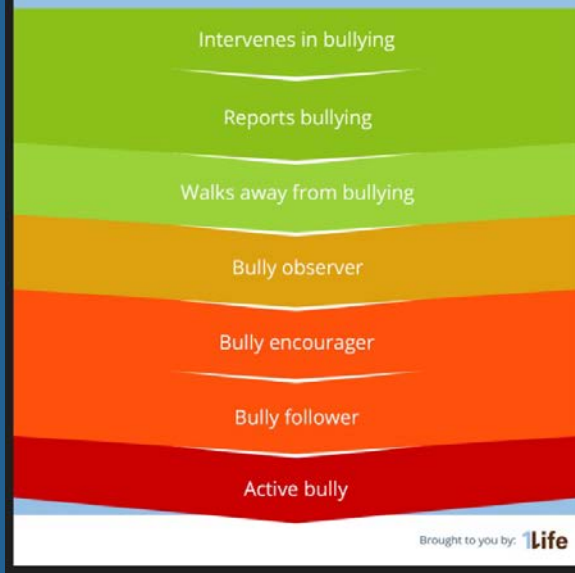 Intervenes in bullying
Reports bullying
Walks away from bullying
Bully observer
Bully encourager
Bully follower
Active bully
Brought to you by: 1Life